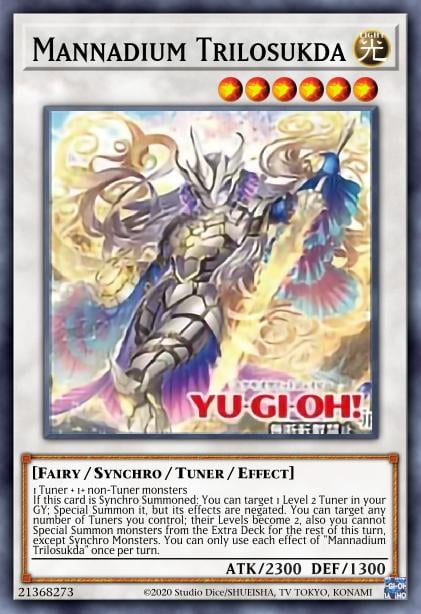 MANNADIUM TRILOSUKDA
LIGHT
光
YU-GI-OH!
[FAIRY / SYNCHRO / TUNER / EFFECT]
1 Tuner + 1+ non-Tuner monsters
If this card is Synchro Summoned: You can target 1 Level 2 Tuner in your
GY; Special Summon it, but its effects are negated. You can target any
number of Tuners you control; their Levels become 2, also you cannot
Special Summon monsters from the Extra Deck for the rest of this turn,
except Synchro Monsters. You can only use each effect of "Mannadium
Trilosukda" once per turn.
ATK/2300 DEF/1300
21368273
©2020 Studio Dice/SHUEISHA, TV TOKYO, KONAMI